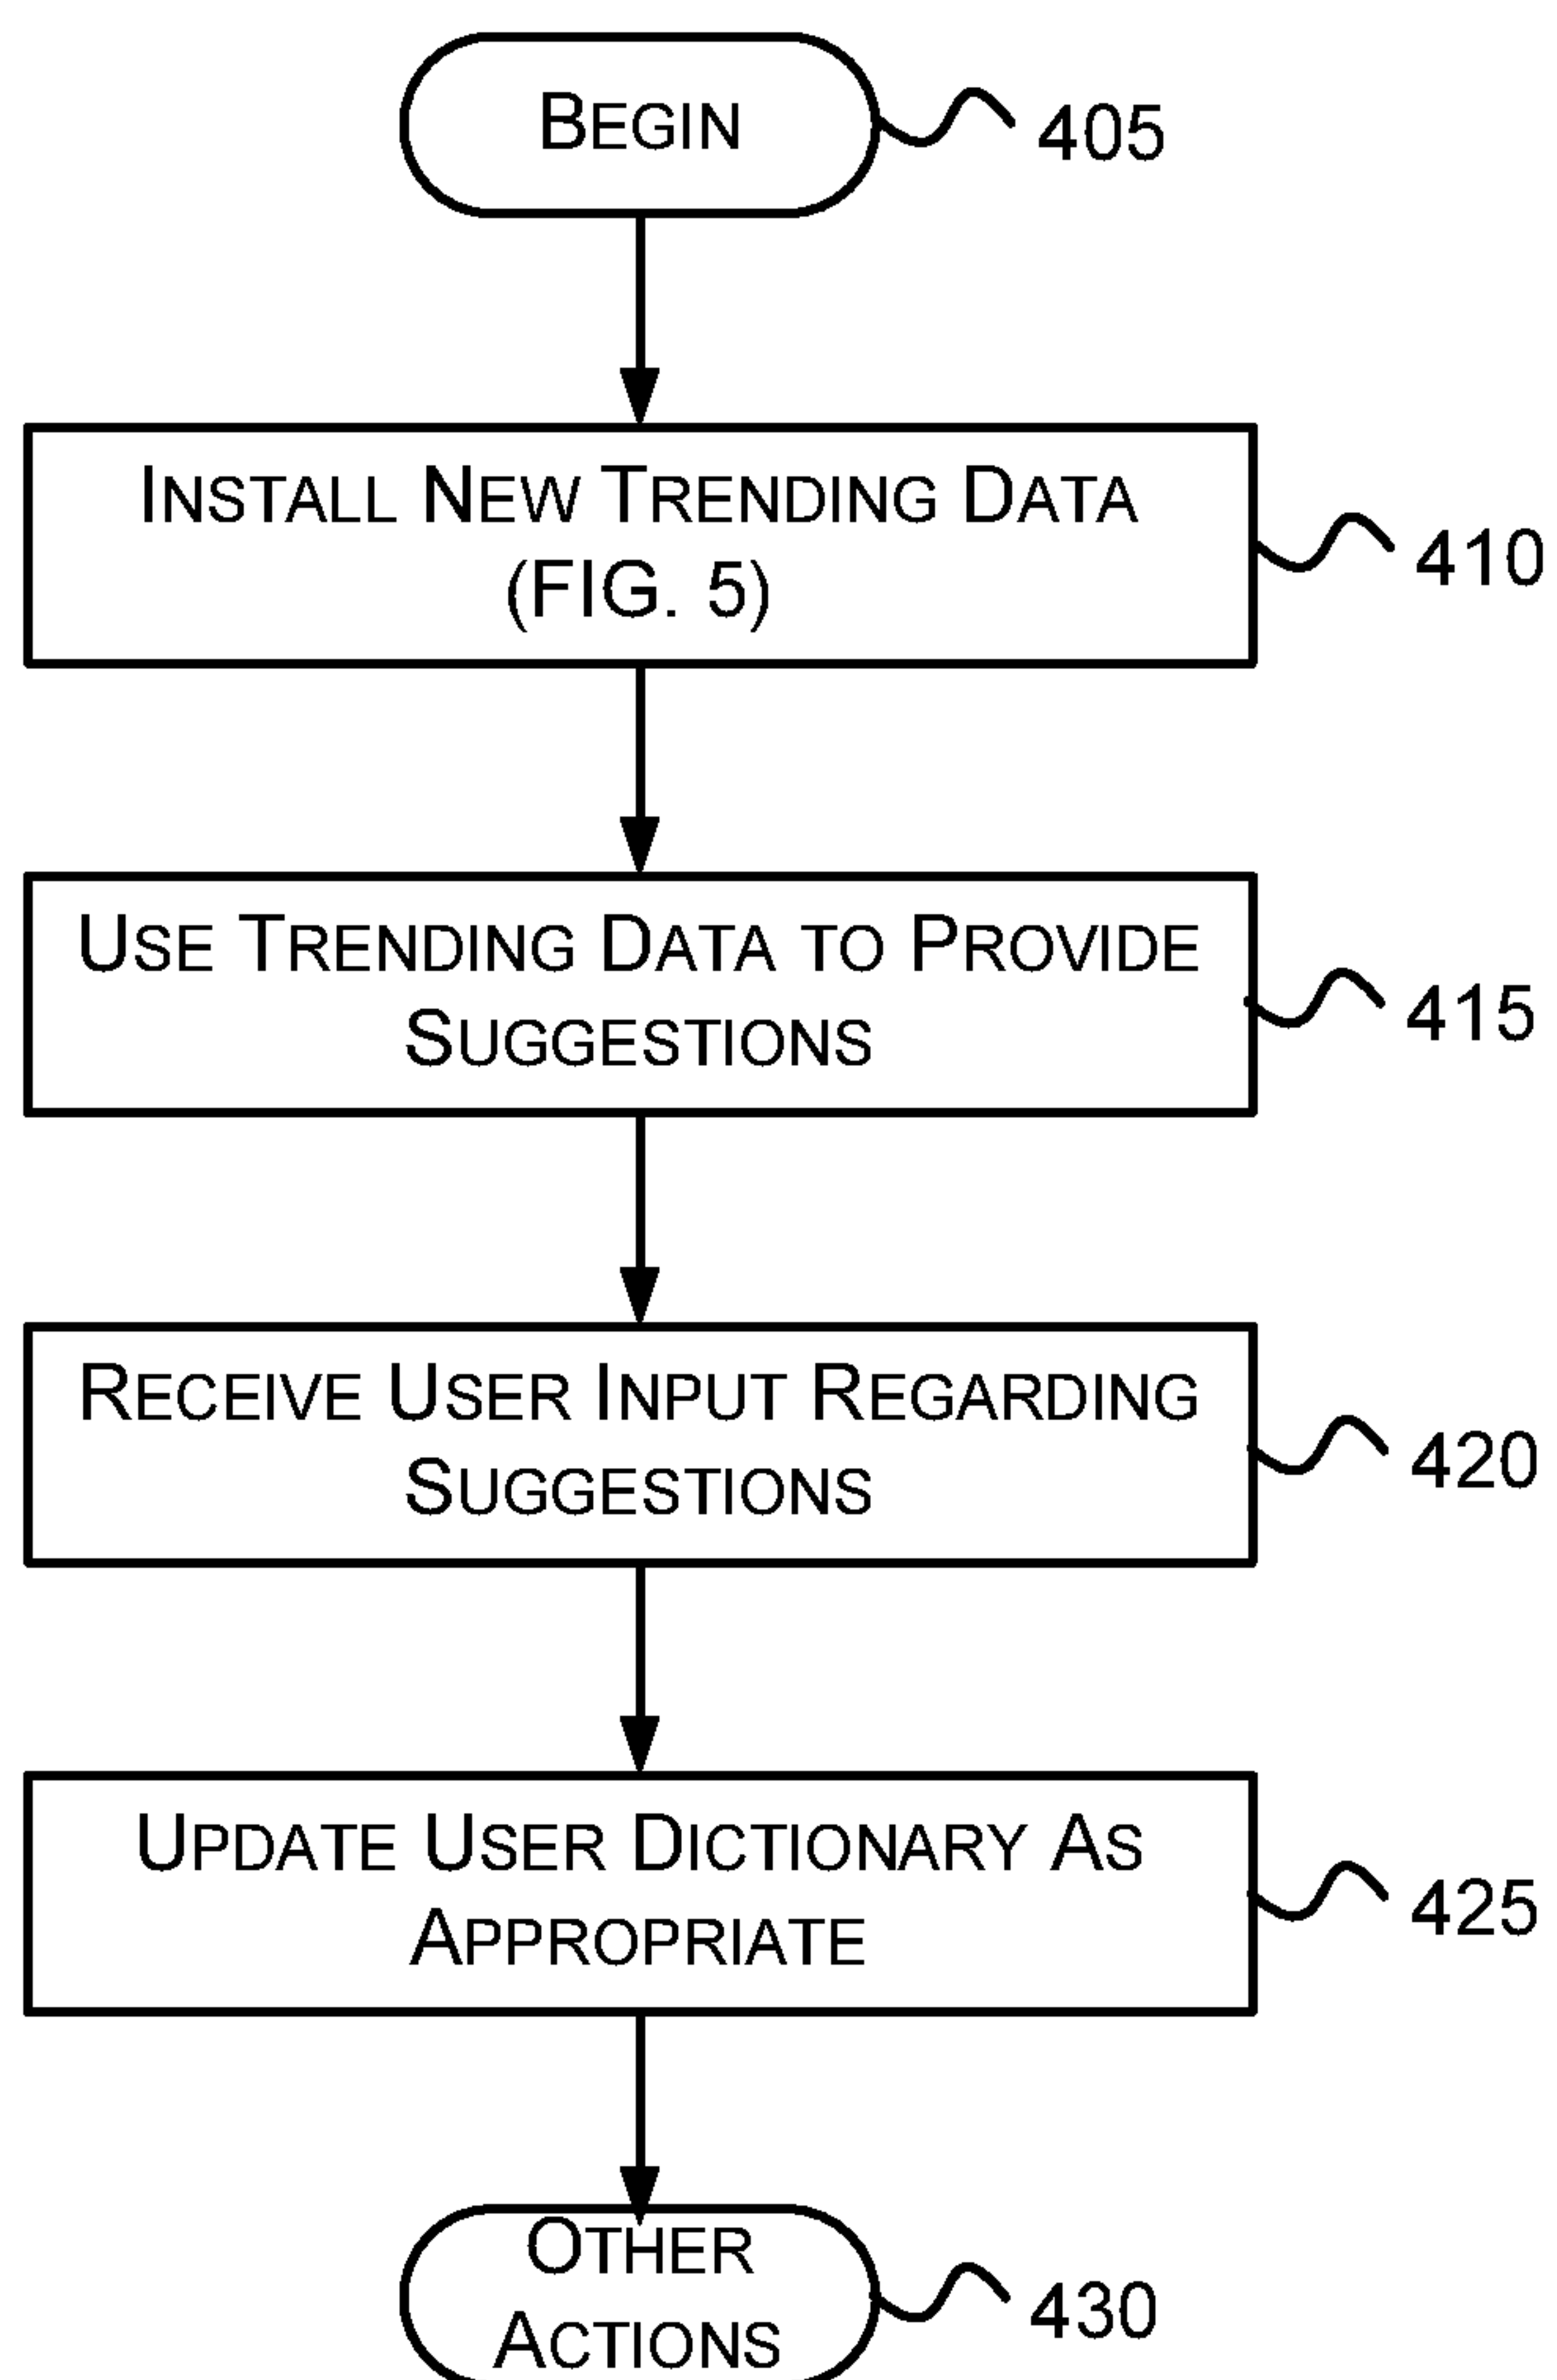 BEGIN
405
INSTALL NEW TRENDING DATA
(FIG. 5)
410
USE TRENDING DATA TO PROVIDE
SUGGESTIONS
415
RECEIVE USER INPUT REGARDING
SUGGESTIONS
420
UPDATE USER DICTIONARY AS
APPROPRIATE
425
OTHER
ACTIONS
430